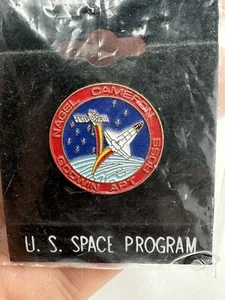 NAGEL CAMERON
GODWIN APT ROSS
U. S. SPACE PROGRAM